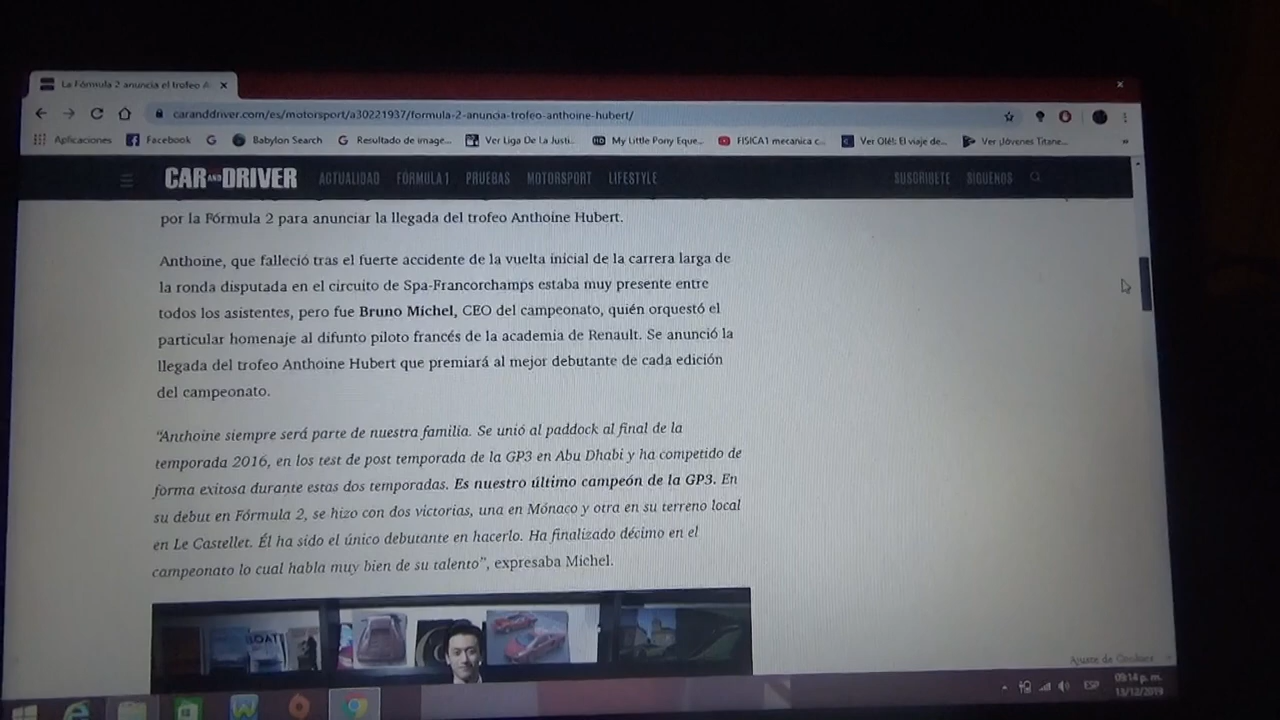 La Fórmula 2 anuncia el trofeo A
caranddriver.com/es/motorsport/a30221937/formula-2-anuncia-trofeo-anthoine-hubert/
Aplicaciones Facebook Babylon Search Resultado de image... Ver Liga De La Justi... My Little Pony Eque... FISICA1 mecanica c... Ver Olé!: El viaje de... Ver ¡Jóvenes Titane... »
CAR AND DRIVER ACTUALIDAD FÓRMULA 1 PRUEBAS MOTORSPORT LIFESTYLE SUSCRÍBETE SÍGUENOS
por la Fórmula 2 para anunciar la llegada del trofeo Anthoine Hubert.
Anthoine, que falleció tras el fuerte accidente de la vuelta inicial de la carrera larga de
la ronda disputada en el circuito de Spa-Francorchamps estaba muy presente entre
todos los asistentes, pero fue Bruno Michel, CEO del campeonato, quién orquestó el
particular homenaje al difunto piloto francés de la academia de Renault. Se anunció la
llegada del trofeo Anthoine Hubert que premiará al mejor debutante de cada edición
del campeonato.
“Anthoine siempre será parte de nuestra familia. Se unió al paddock al final de la
temporada 2016, en los test de post temporada de la GP3 en Abu Dhabi y ha competido de
forma exitosa durante estas dos temporadas. Es nuestro último campeón de la GP3. En
su debut en Fórmula 2, se hizo con dos victorias, una en Mónaco y otra en su terreno local
en Le Castellet. Él ha sido el único debutante en hacerlo. Ha finalizado décimo en el
campeonato lo cual habla muy bien de su talento”, expresaba Michel.
BOAT
Ajuste de Cookies
ESP 09:14 p. m.
13/12/2019